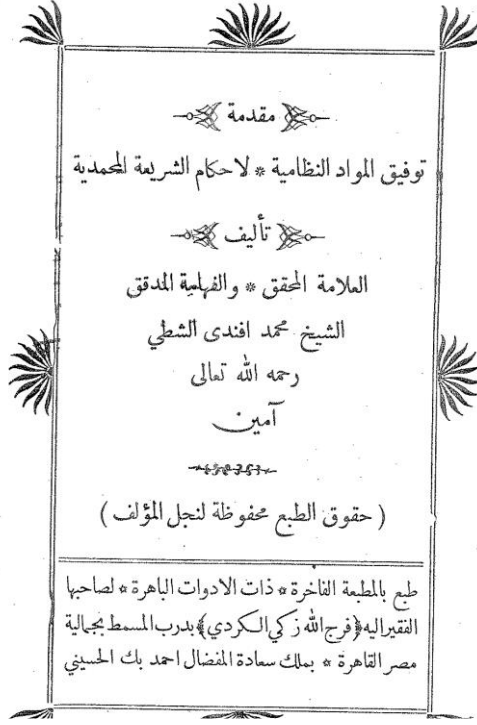 مقدمة
توفيق المواد النظامية * لاحكام الشريعة المحمدية
تأليف
العلامة المحقق * والفهامة المدقق
الشيخ محمد افندى الشطي
رحمه الله تعالى
آمين
( حقوق الطبع محفوظة لنجل المؤلف )
طبع بالمطبعة الفاخرة * ذات الادوات الباهرة * لصاحبها
الفقير اليه ﴿فرج الله زكي الكردي﴾ بدرب المسمط بجمالية
مصر القاهرة * بملك سعادة المفضال احمد بك الحسيني